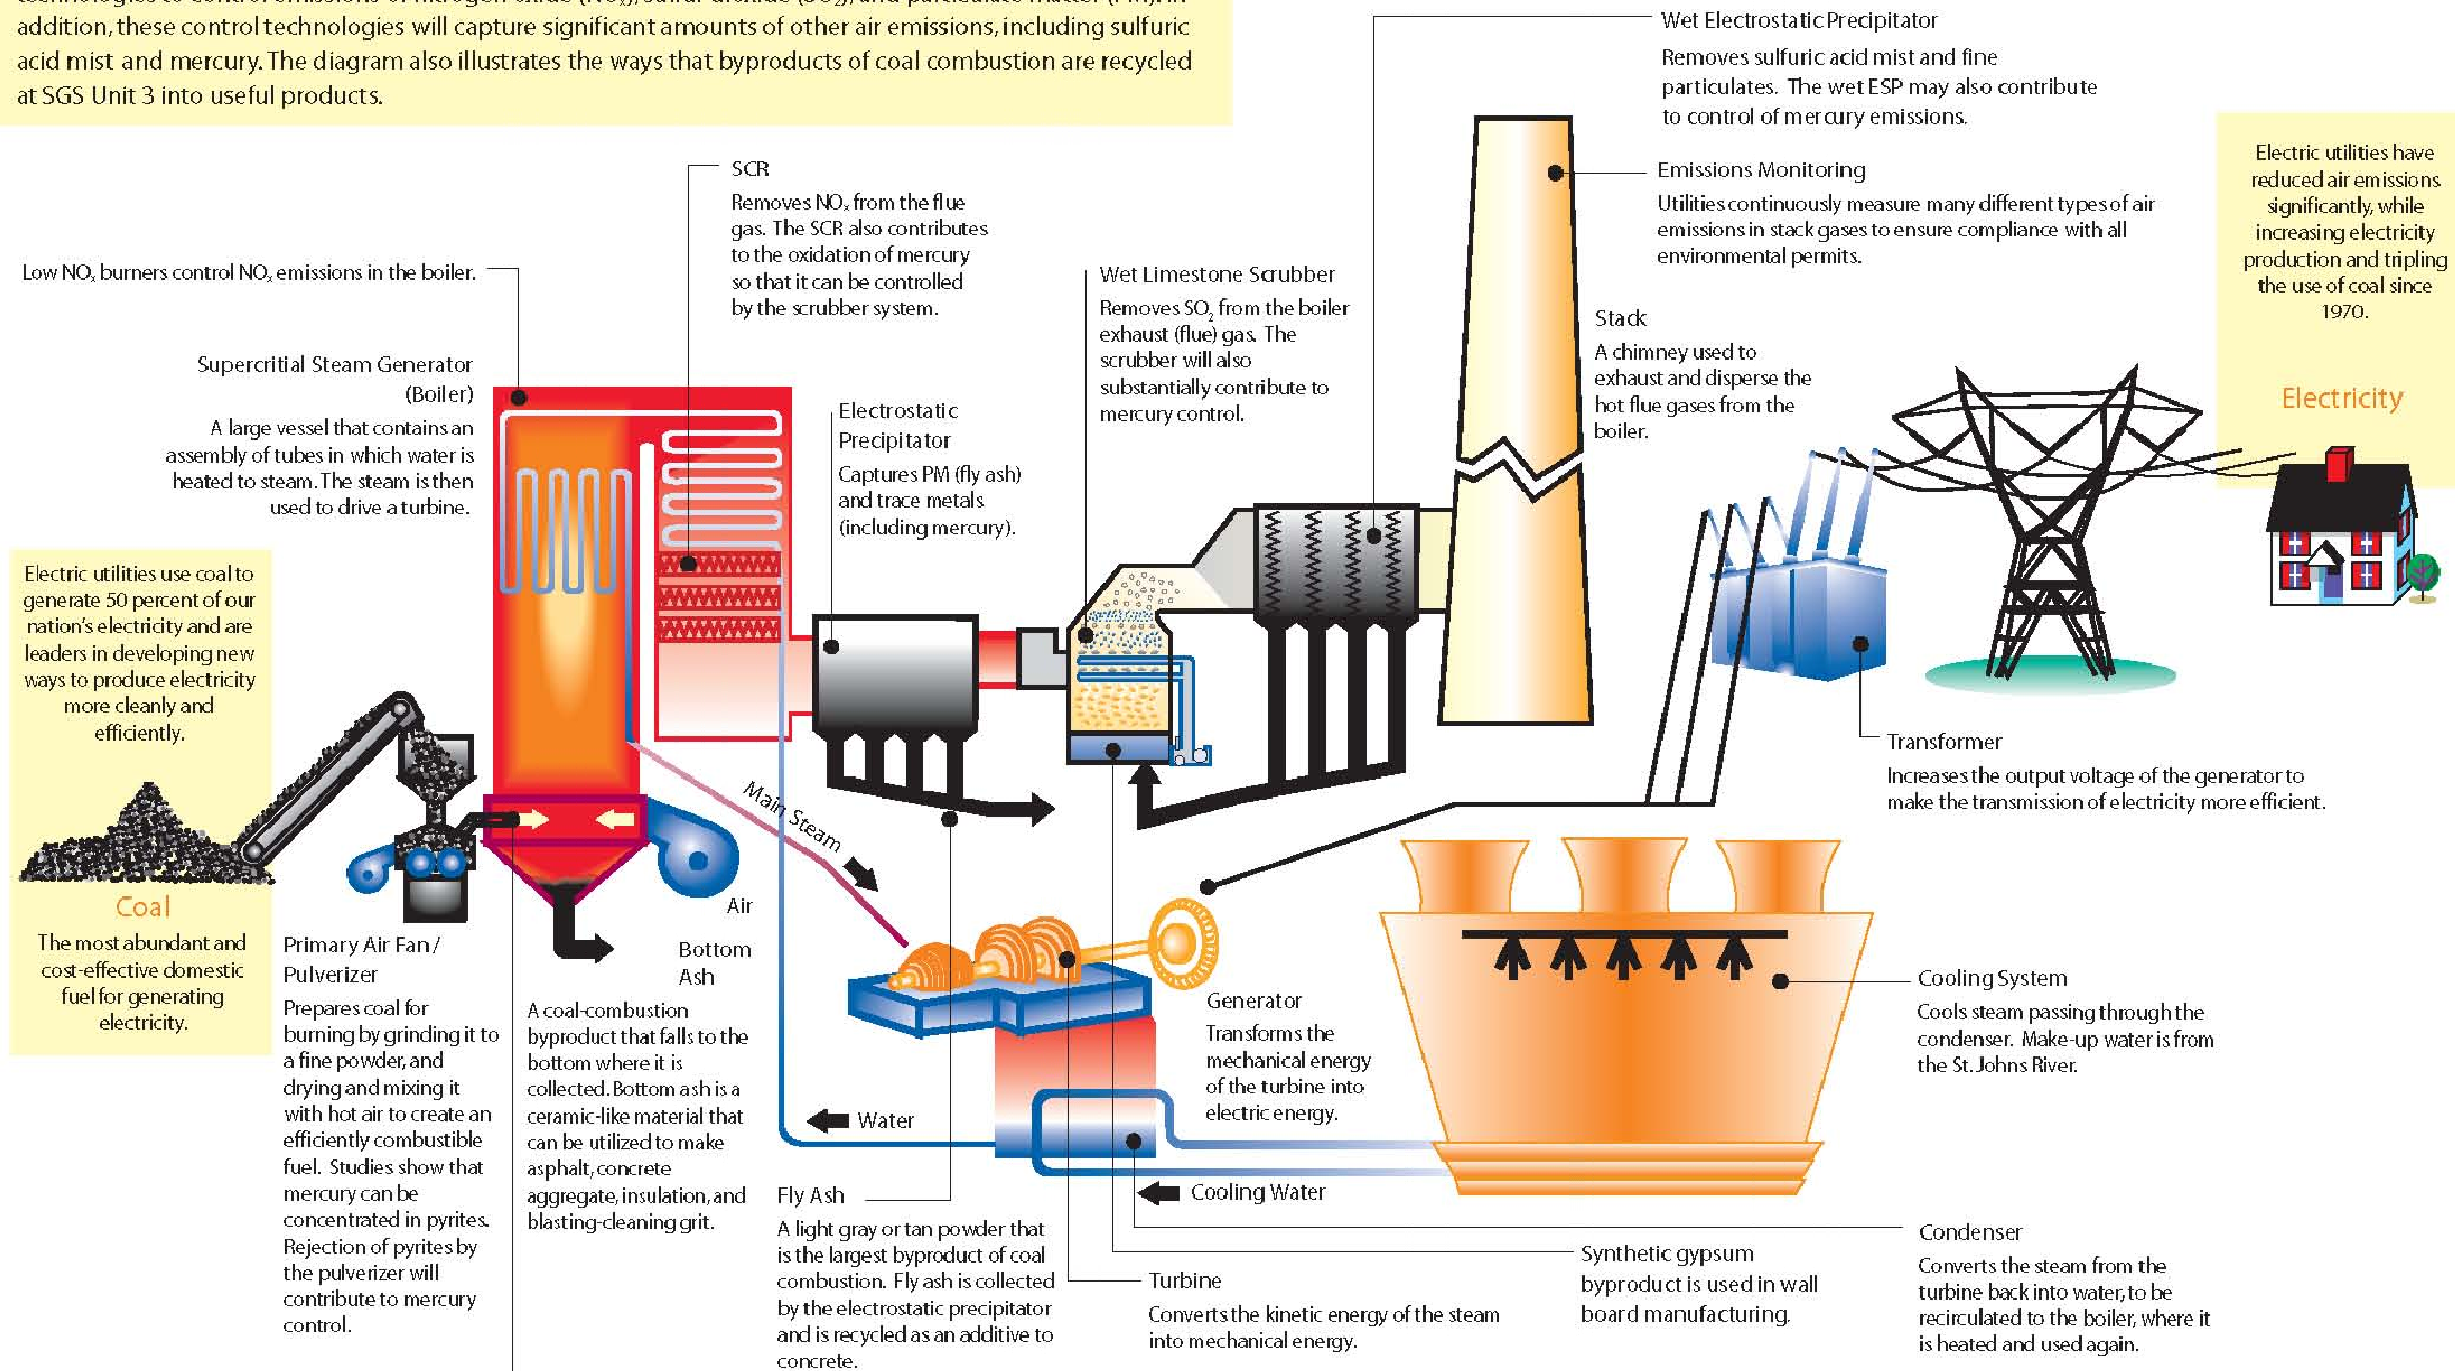 technologies to control emissions of nitrogen oxide (NOx), sulfur dioxide (SO2), and particulate matter (PM). In
addition, these control technologies will capture significant amounts of other air emissions, including sulfuric
acid mist and mercury. The diagram also illustrates the ways that byproducts of coal combustion are recycled
at SGS Unit 3 into useful products.
Wet Electrostatic Precipitator
Removes sulfuric acid mist and fine
particulates. The wet ESP may also contribute
to control of mercury emissions.
Emissions Monitoring
Utilities continuously measure many different types of air
emissions in stack gases to ensure compliance with all
environmental permits.
Electric utilities have
reduced air emissions
significantly, while
increasing electricity
production and tripling
the use of coal since
1970.
Electricity
SCR
Removes NOx from the flue
gas. The SCR also contributes
to the oxidation of mercury
so that it can be controlled
by the scrubber system.
Low NOx burners control NOx emissions in the boiler.
Wet Limestone Scrubber
Removes SO2 from the boiler
exhaust (flue) gas. The
scrubber will also
substantially contribute to
mercury control.
Stack
A chimney used to
exhaust and disperse the
hot flue gases from the
boiler.
Supercritial Steam Generator
(Boiler)
A large vessel that contains an
assembly of tubes in which water is
heated to steam. The steam is then
used to drive a turbine.
Electrostatic
Precipitator
Captures PM (fly ash)
and trace metals
(including mercury).
Electric utilities use coal to
generate 50 percent of our
nation's electricity and are
leaders in developing new
ways to produce electricity
more cleanly and
efficiently.
Coal
The most abundant and
cost-effective domestic
fuel for generating
electricity.
Transformer
Increases the output voltage of the generator to
make the transmission of electricity more efficient.
Main Steam
Air
Primary Air Fan /
Pulverizer
Prepares coal for
burning by grinding it to
a fine powder, and
drying and mixing it
with hot air to create an
efficiently combustible
fuel. Studies show that
mercury can be
concentrated in pyrites.
Rejection of pyrites by
the pulverizer will
contribute to mercury
control.
Bottom
Ash
A coal-combustion
byproduct that falls to the
bottom where it is
collected. Bottom ash is a
ceramic-like material that
can be utilized to make
asphalt, concrete
aggregate, insulation, and
blasting-cleaning grit.
Generator
Transforms the
mechanical energy
of the turbine into
electric energy.
Cooling System
Cools steam passing through the
condenser. Make-up water is from
the St. Johns River.
Water
Cooling Water
Fly Ash
A light gray or tan powder that
is the largest byproduct of coal
combustion. Fly ash is collected
by the electrostatic precipitator
and is recycled as an additive to
concrete.
Turbine
Converts the kinetic energy of the steam
into mechanical energy.
Synthetic gypsum
byproduct is used in wall
board manufacturing.
Condenser
Converts the steam from the
turbine back into water, to be
recirculated to the boiler, where it
is heated and used again.